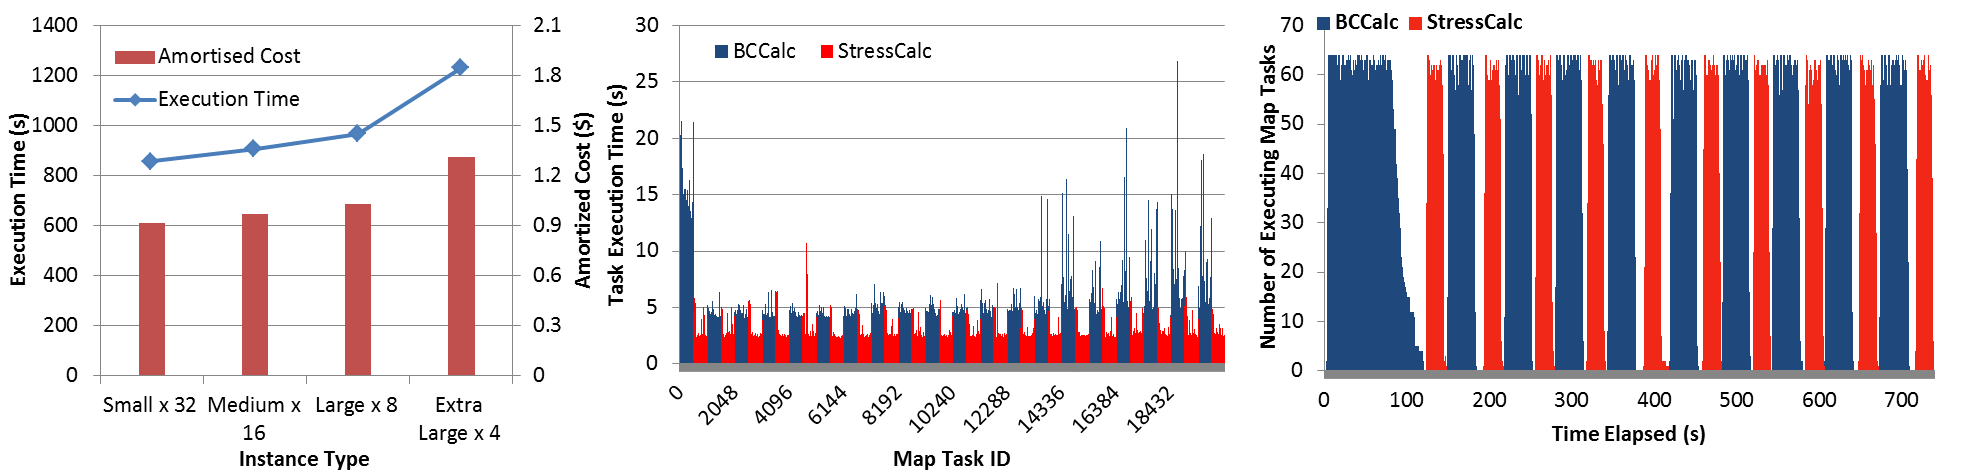 1400
1200
1000
800
600
400
200
0
Execution Time (s)
Amortised Cost
Execution Time
2.1
1.8
1.5
1.2
0.9
0.6
0.3
0
Amortized Cost ($)
Small x 32 Medium x 16 Large x 8 Extra Large x 4
Instance Type
30
25
20
15
10
5
0
Task Execution Time (s)
BCCalc StressCalc
0 2048 4096 6144 8192 10240 12288 14336 16384 18432
Map Task ID
BCCalc StressCalc
70
60
50
40
30
20
10
0
Number of Executing Map Tasks
0 100 200 300 400 500 600 700
Time Elapsed (s)